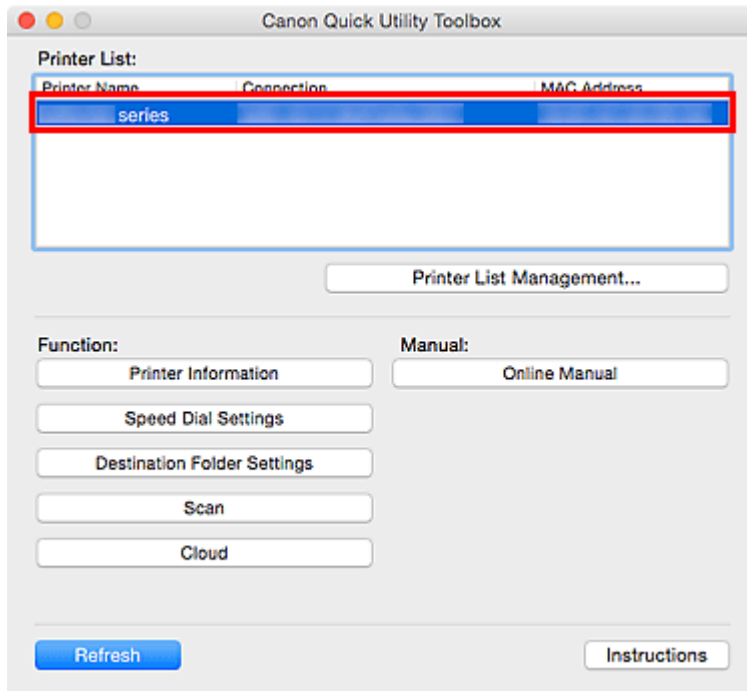 Canon Quick Utility Toolbox
Printer List:
Printer Name Connection MAC Address
series
Printer List Management...
Function: Manual:
Printer Information Online Manual
Speed Dial Settings
Destination Folder Settings
Scan
Cloud
Refresh Instructions